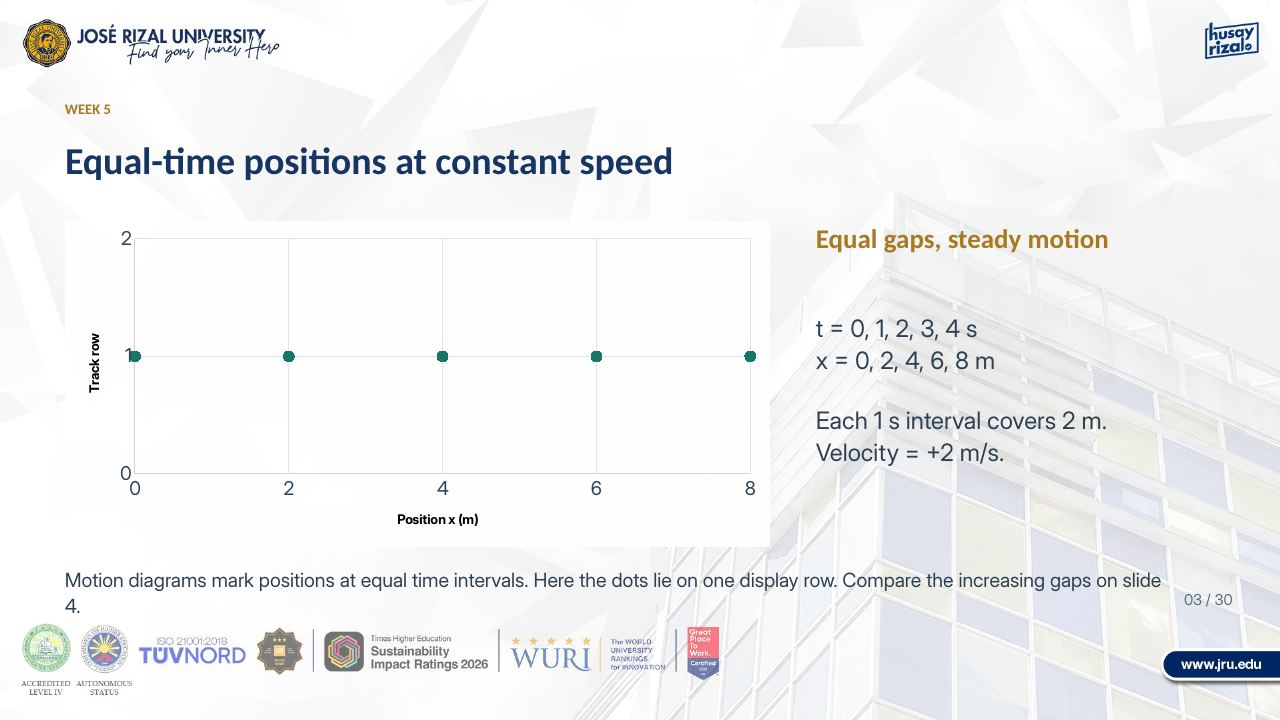 JOSÉ RIZAL UNIVERSITY
Find your Inner Hero
husay
rizal
WEEK 5
Equal-time positions at constant speed
2
1
0
Track row
0 2 4 6 8
Position x (m)
Equal gaps, steady motion
t = 0, 1, 2, 3, 4 s
x = 0, 2, 4, 6, 8 m
Each 1 s interval covers 2 m.
Velocity = +2 m/s.
Motion diagrams mark positions at equal time intervals. Here the dots lie on one display row. Compare the increasing gaps on slide
4.
03 / 30
ACCREDITED
LEVEL IV
AUTONOMOUS
STATUS
ISO 21001:2018
TÜVNORD
Times Higher Education
Sustainability
Impact Ratings 2026
WURI
The WORLD
UNIVERSITY
RANKINGS
for INNOVATION
Great
Place
To
Work.
Certified
www.jru.edu